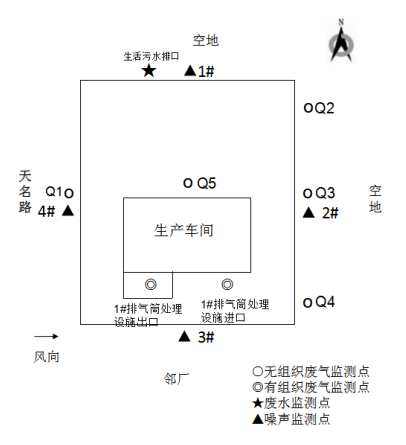 空地
N
生活污水排口
★ ▲1#
○Q2
天名路
Q1○
4# ▲
○Q5
○Q3
▲ 2#
空地
生产车间
◎
◎
1#排气筒处理
设施出口
1#排气筒处理
设施进口
○Q4
▲ 3#
风向
邻厂
○无组织废气监测点
◎有组织废气监测点
★废水监测点
▲噪声监测点